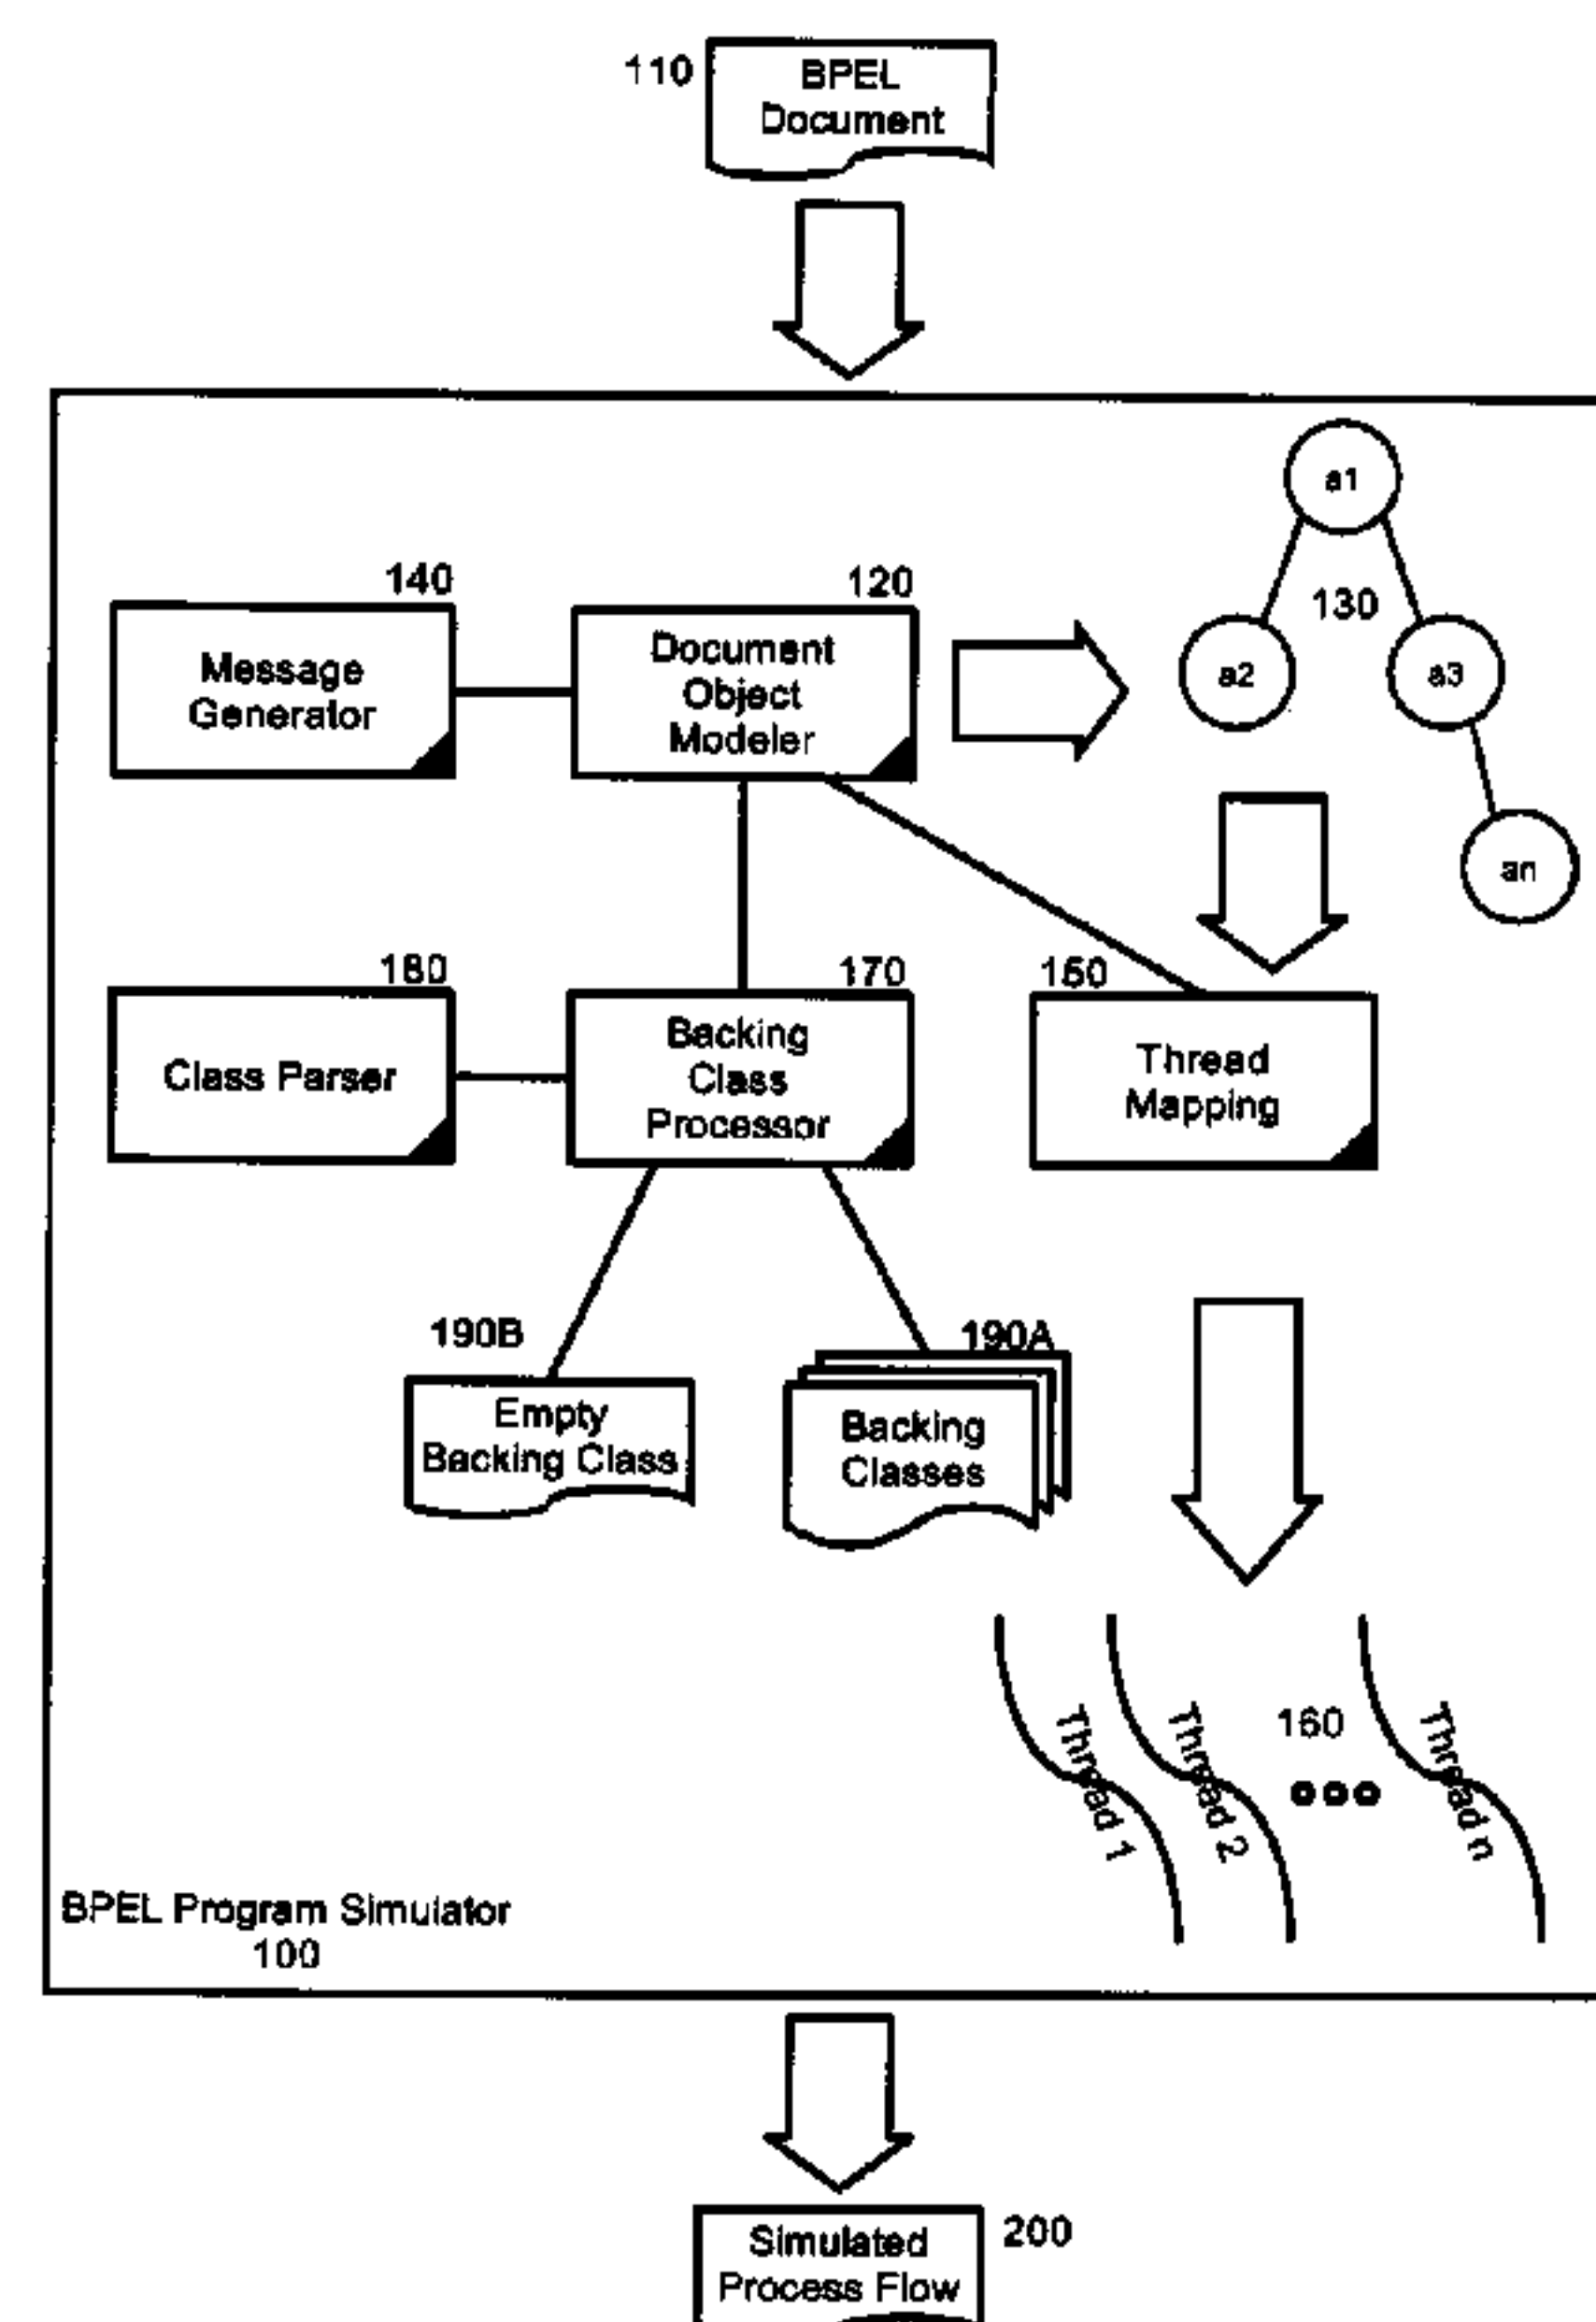 110
BPEL
Document
a1
140
120
130
Message
Generator
Document
Object
Modeler
a2
a3
an
180
170
150
Class Parser
Backing
Class
Processor
Thread
Mapping
190B
190A
Empty
Backing Class
Backing
Classes
Thread 1
Thread 2
160
Thread n
BPEL Program Simulator
100
200
Simulated
Process Flow